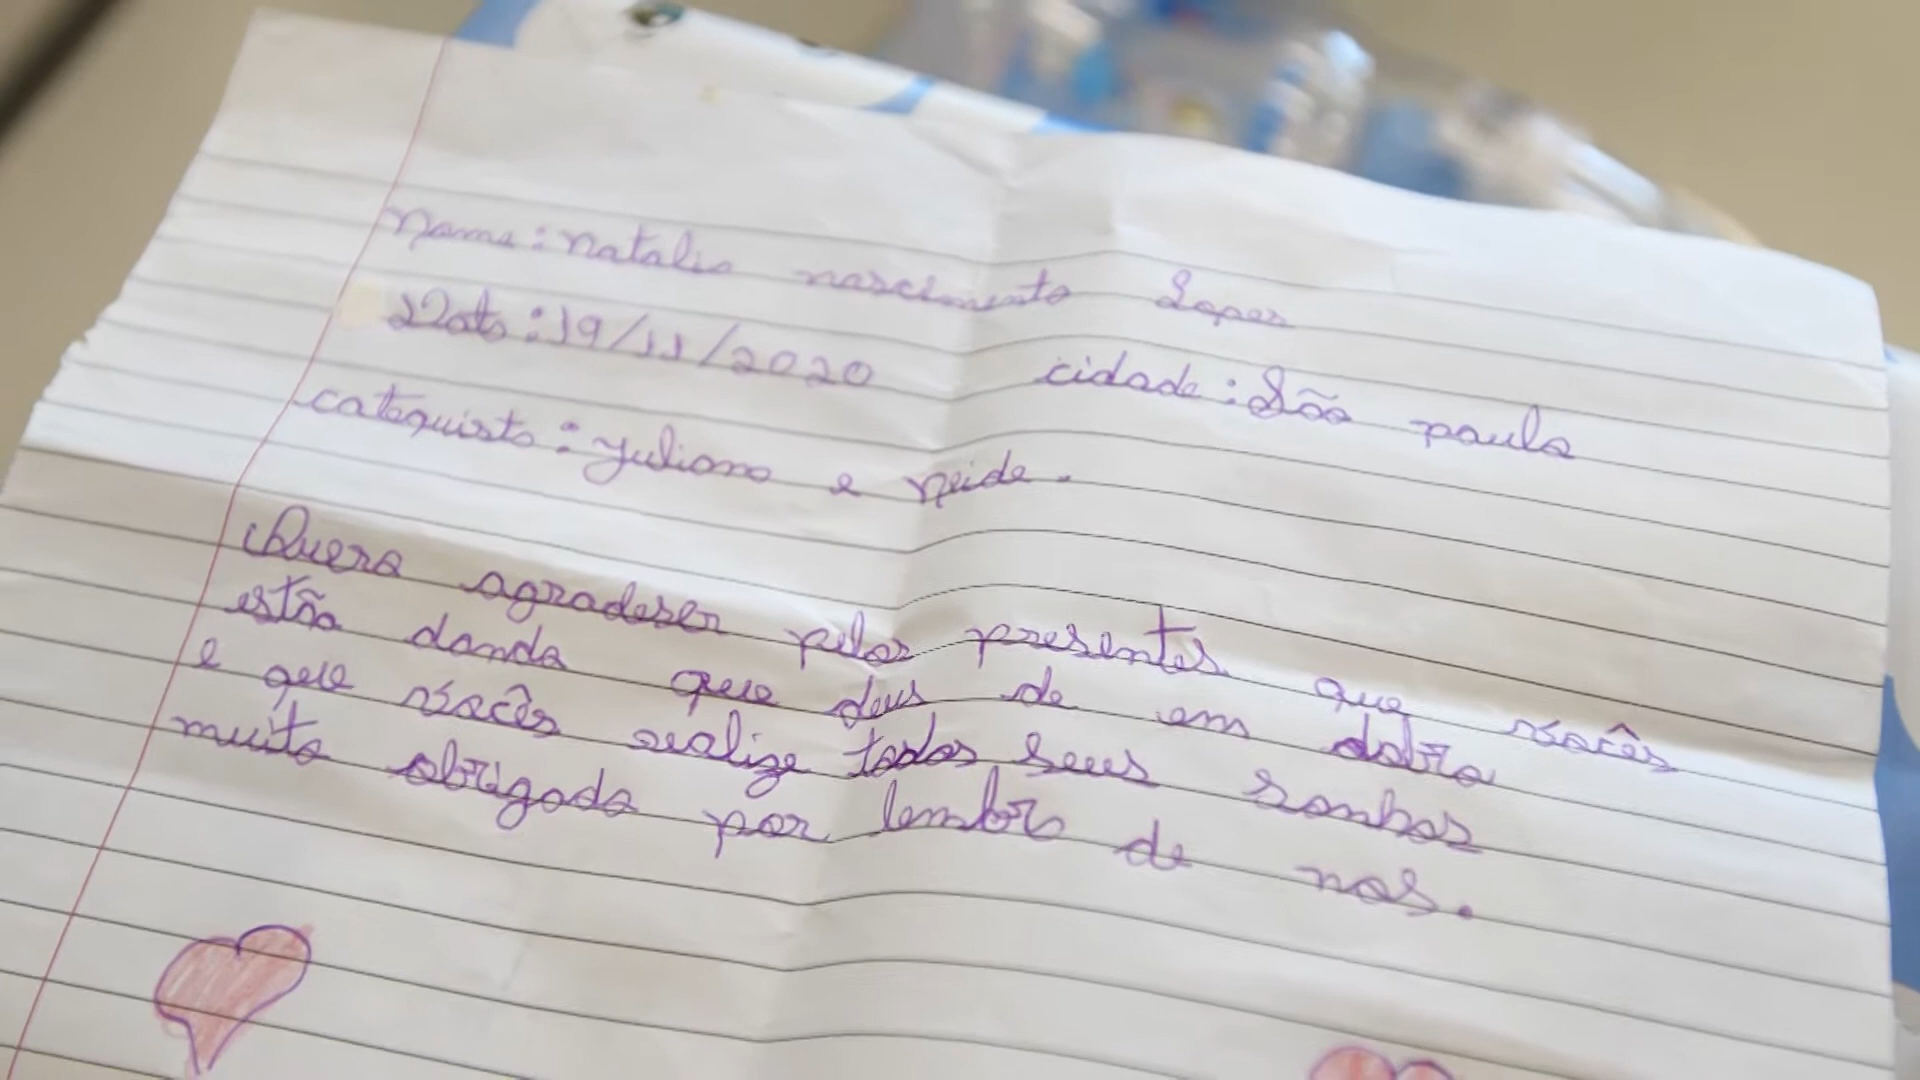 nome: natalia nascimento Lopes
Data: 19/11/2020 cidade: São paulo
catequista: yuliana e neide.
Quero agradeser pelos presentes que vocês
estão dando que deus de em dobro
e que vocês realize todos seus sonhos
muito obrigada por lembra de nos.